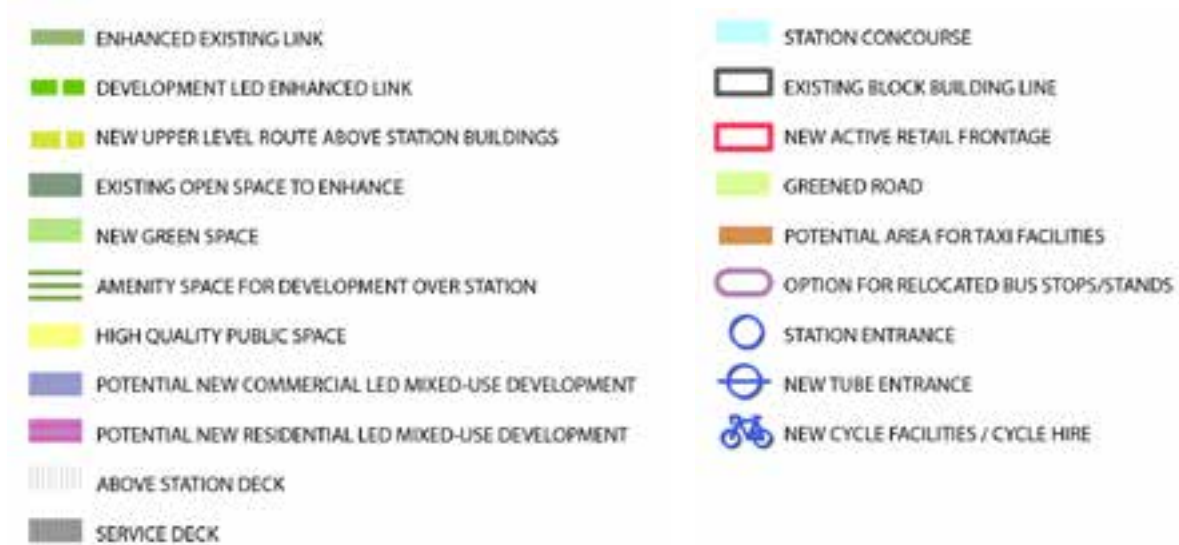 ENHANCED EXISTING LINK
DEVELOPMENT LED ENHANCED LINK
NEW UPPER LEVEL ROUTE ABOVE STATION BUILDINGS
EXISTING OPEN SPACE TO ENHANCE
NEW GREEN SPACE
AMENITY SPACE FOR DEVELOPMENT OVER STATION
HIGH QUALITY PUBLIC SPACE
POTENTIAL NEW COMMERCIAL LED MIXED-USE DEVELOPMENT
POTENTIAL NEW RESIDENTIAL LED MIXED-USE DEVELOPMENT
ABOVE STATION DECK
SERVICE DECK
STATION CONCOURSE
EXISTING BLOCK BUILDING LINE
NEW ACTIVE RETAIL FRONTAGE
GREENED ROAD
POTENTIAL AREA FOR TAXI FACILITIES
OPTION FOR RELOCATED BUS STOPS/STANDS
STATION ENTRANCE
NEW TUBE ENTRANCE
NEW CYCLE FACILITIES / CYCLE HIRE